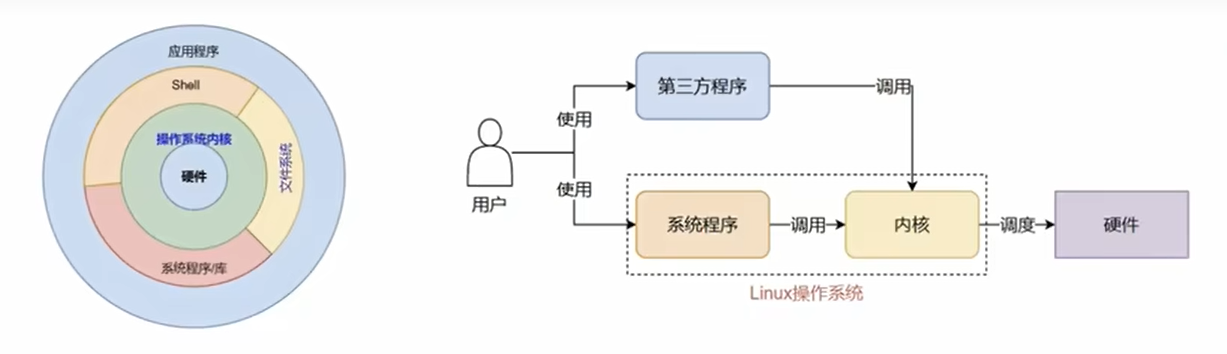 应用程序
Shell
操作系统内核
硬件
文件系统
系统程序/库
用户
使用
使用
第三方程序
调用
系统程序
调用
内核
调度
硬件
Linux操作系统